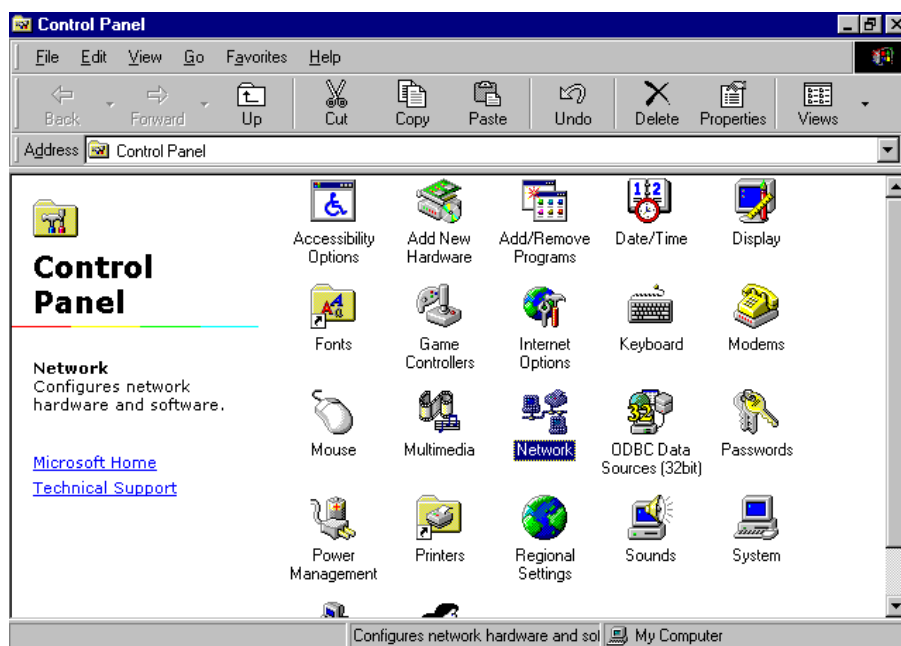 Control Panel
File Edit View Go Favorites Help
Back Forward Up Cut Copy Paste Undo Delete Properties Views
Address Control Panel
Control
Panel
Network
Configures network
hardware and software.
Microsoft Home
Technical Support
Accessibility
Options
Add New
Hardware
Add/Remove
Programs
Date/Time
Display
Fonts
Game
Controllers
Internet
Options
Keyboard
Modems
Mouse
Multimedia
Network
ODBC Data
Sources (32bit)
Passwords
Power
Management
Printers
Regional
Settings
Sounds
System
Configures network hardware and sol
My Computer